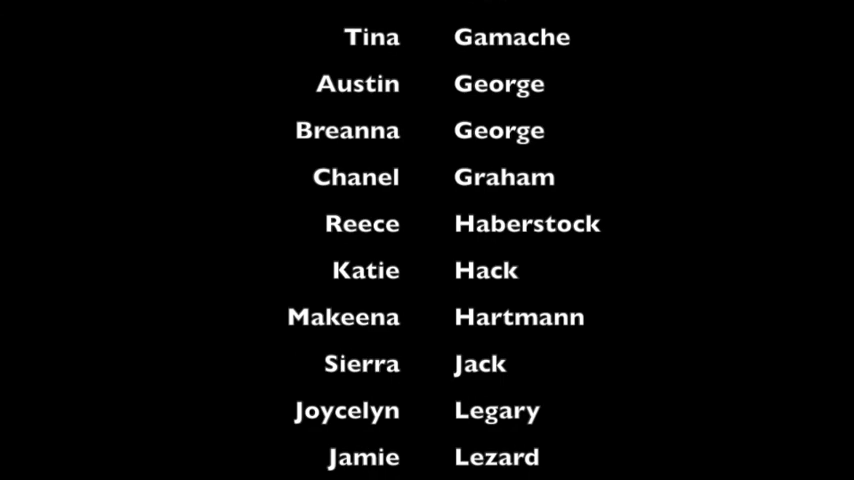 Tina Gamache
Austin George
Breanna George
Chanel Graham
Reece Haberstock
Katie Hack
Makeena Hartmann
Sierra Jack
Joycelyn Legary
Jamie Lezard